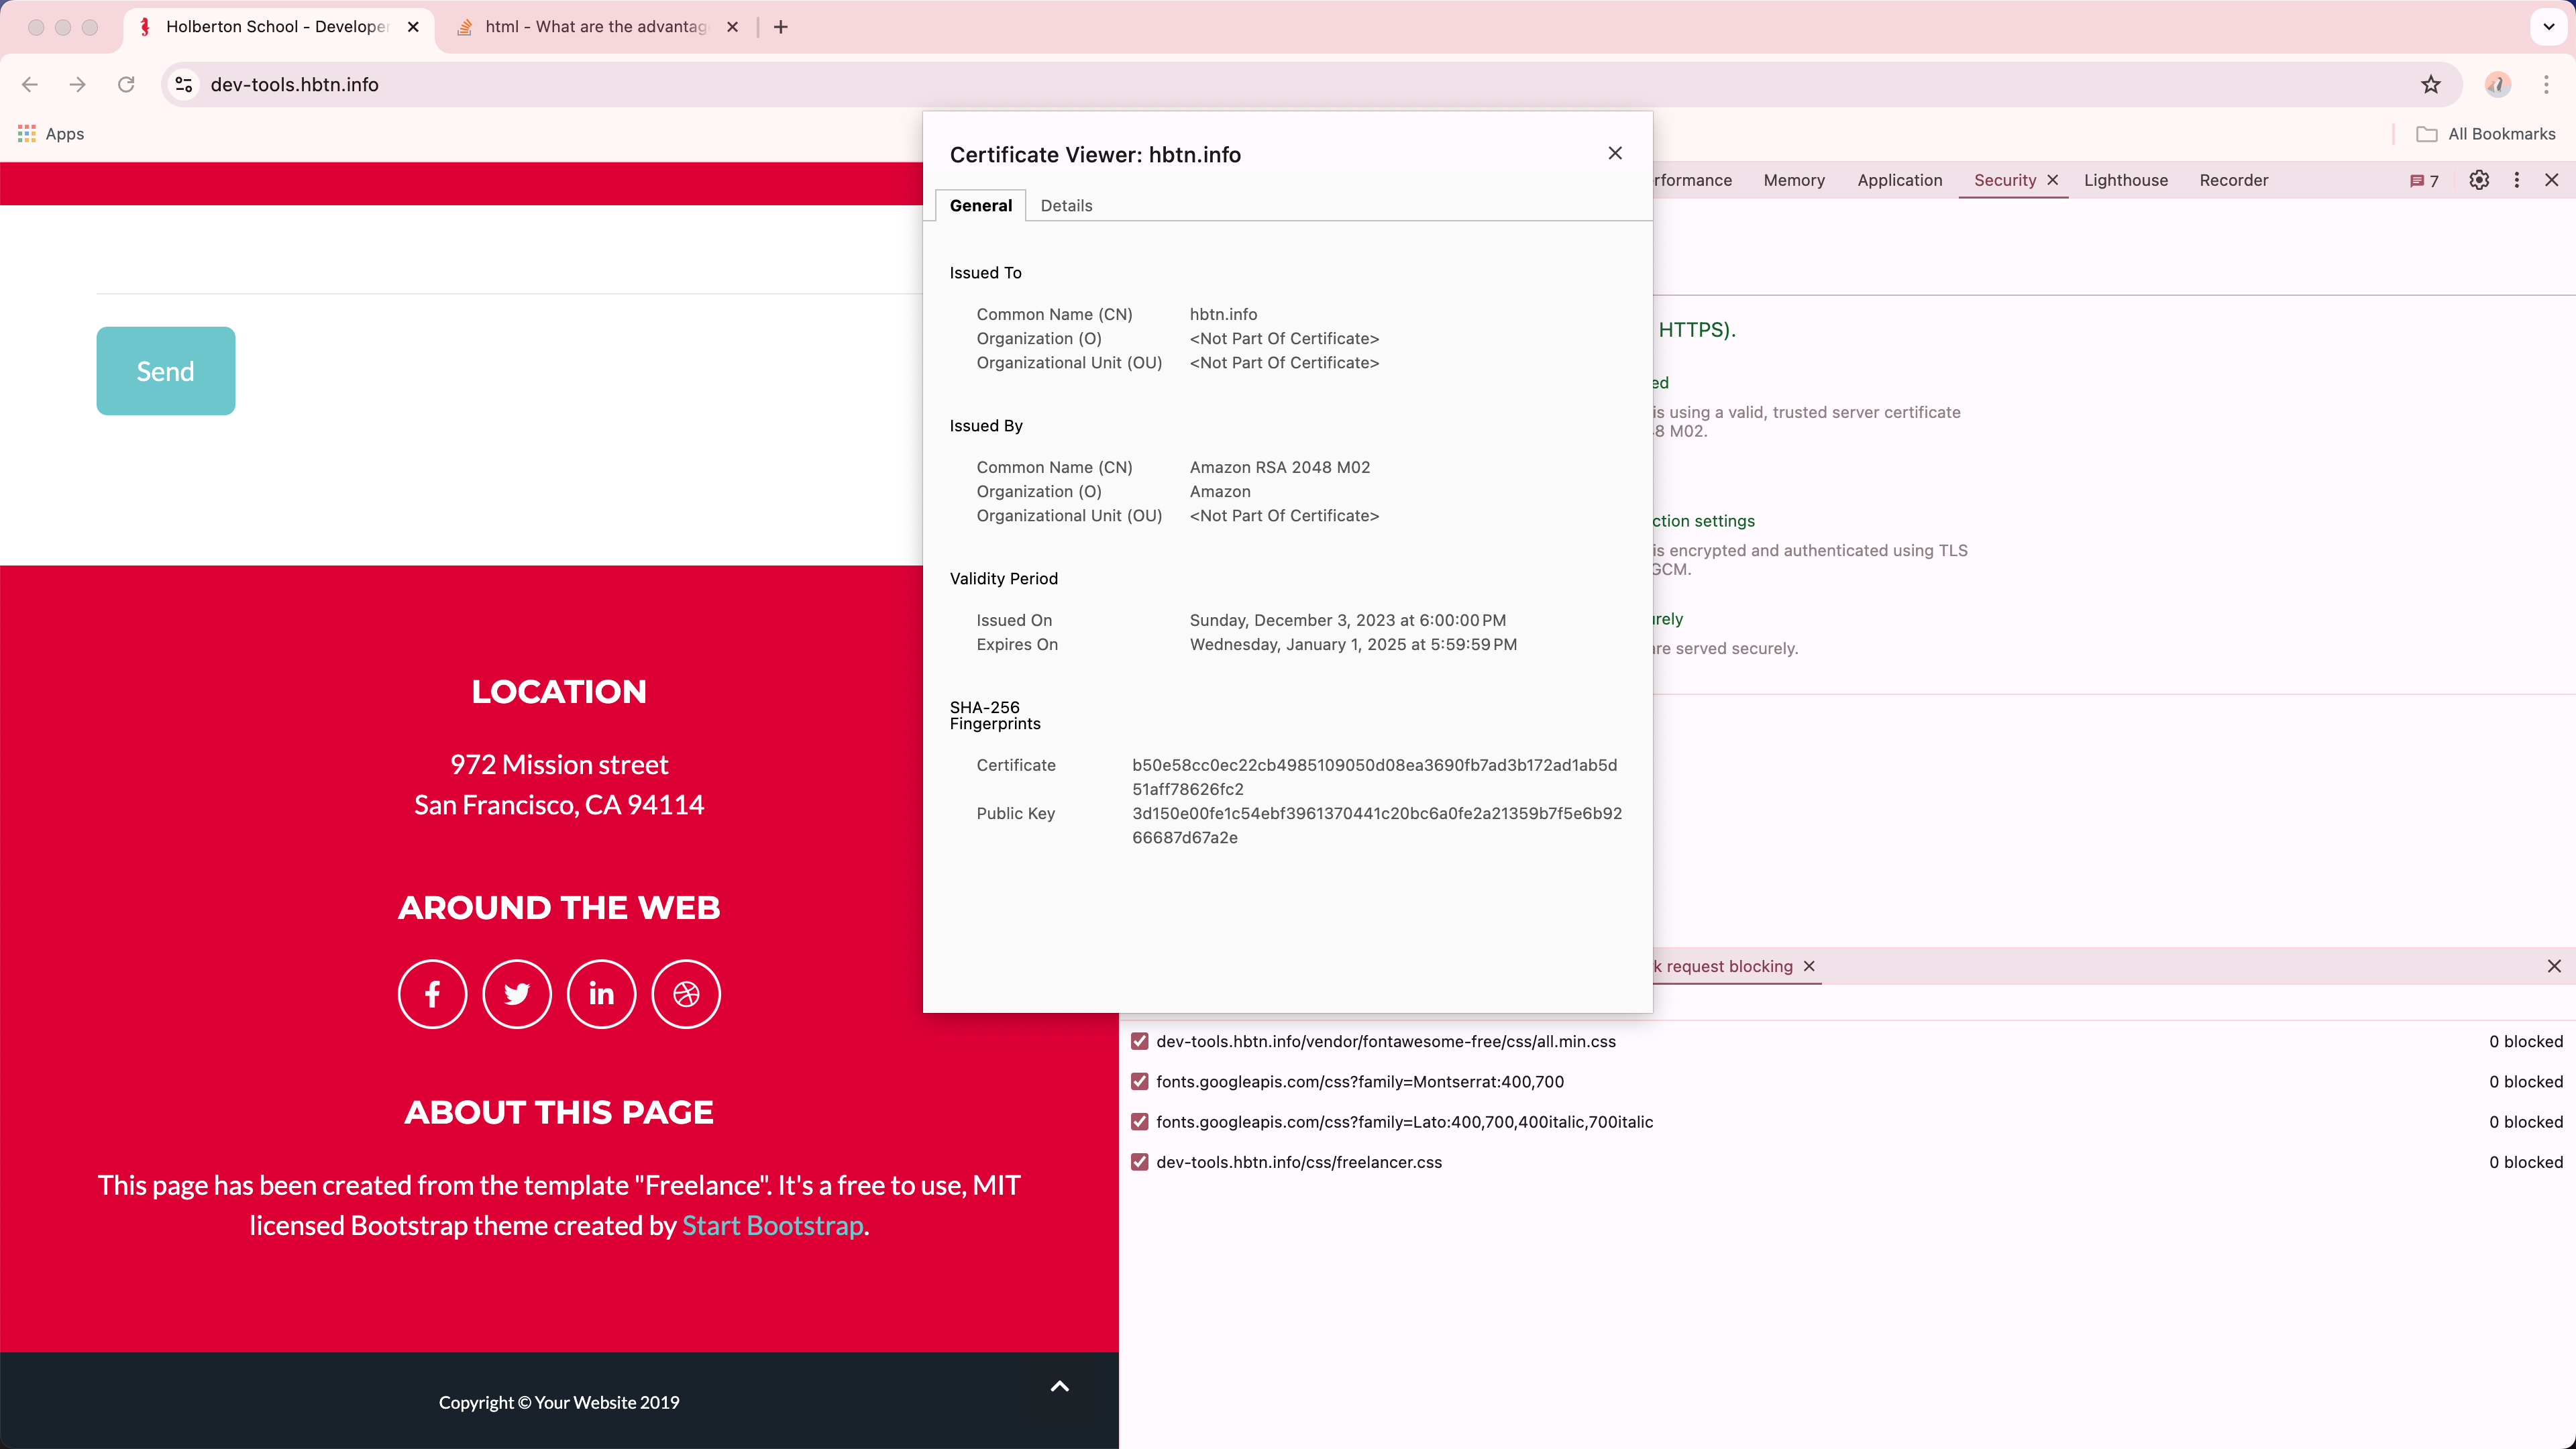 Holberton School - Developer
html - What are the advantag
dev-tools.hbtn.info
Apps
All Bookmarks
Certificate Viewer: hbtn.info
General
Details
Issued To
Common Name (CN) hbtn.info
Organization (O) <Not Part Of Certificate>
Organizational Unit (OU) <Not Part Of Certificate>
Issued By
Common Name (CN) Amazon RSA 2048 M02
Organization (O) Amazon
Organizational Unit (OU) <Not Part Of Certificate>
Validity Period
Issued On Sunday, December 3, 2023 at 6:00:00 PM
Expires On Wednesday, January 1, 2025 at 5:59:59 PM
SHA-256
Fingerprints
Certificate b50e58cc0ec22cb4985109050d08ea3690fb7ad3b172ad1ab5d
51aff78626fc2
Public Key 3d150e00fe1c54ebf3961370441c20bc6a0fe2a21359b7f5e6b92
66687d67a2e
rformance Memory Application Security Lighthouse Recorder 7
HTTPS).
ed
is using a valid, trusted server certificate
8 M02.
ction settings
is encrypted and authenticated using TLS
GCM.
urely
are served securely.
k request blocking
dev-tools.hbtn.info/vendor/fontawesome-free/css/all.min.css 0 blocked
fonts.googleapis.com/css?family=Montserrat:400,700 0 blocked
fonts.googleapis.com/css?family=Lato:400,700,400italic,700italic 0 blocked
dev-tools.hbtn.info/css/freelancer.css 0 blocked
Send
LOCATION
972 Mission street
San Francisco, CA 94114
AROUND THE WEB
ABOUT THIS PAGE
This page has been created from the template "Freelance". It's a free to use, MIT
licensed Bootstrap theme created by Start Bootstrap.
Copyright © Your Website 2019